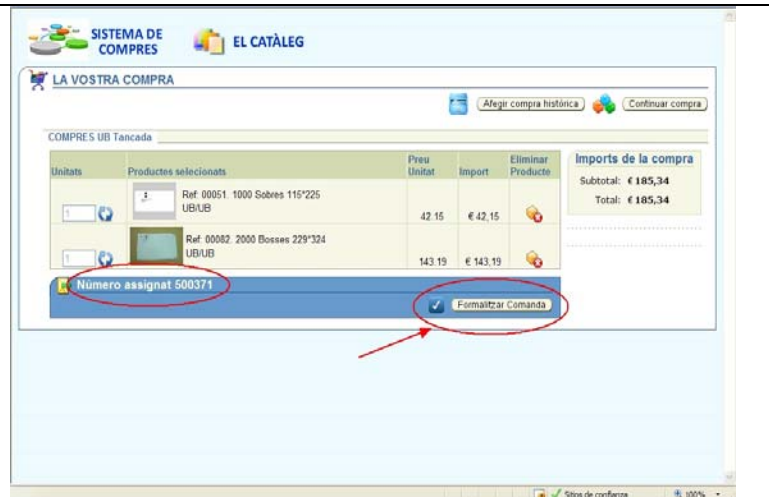 SISTEMA DE
COMPRES
EL CATÀLEG
LA VOSTRA COMPRA
Afegir compra històrica
Continuar compra
COMPRES UB Tancada
Unitats
Productes selecionats
Preu
Unitat
Import
Eliminar
Producte
Imports de la compra
Subtotal: € 185,34
Total: € 185,34
1
Ref: 00051. 1000 Sobres 115*225
UB/UB
42.15
€ 42,15
1
Ref: 00082. 2000 Bosses 229*324
UB/UB
143.19
€ 143,19
Número assignat 500371
Formalitzar Comanda
Sitios de confianza
100%